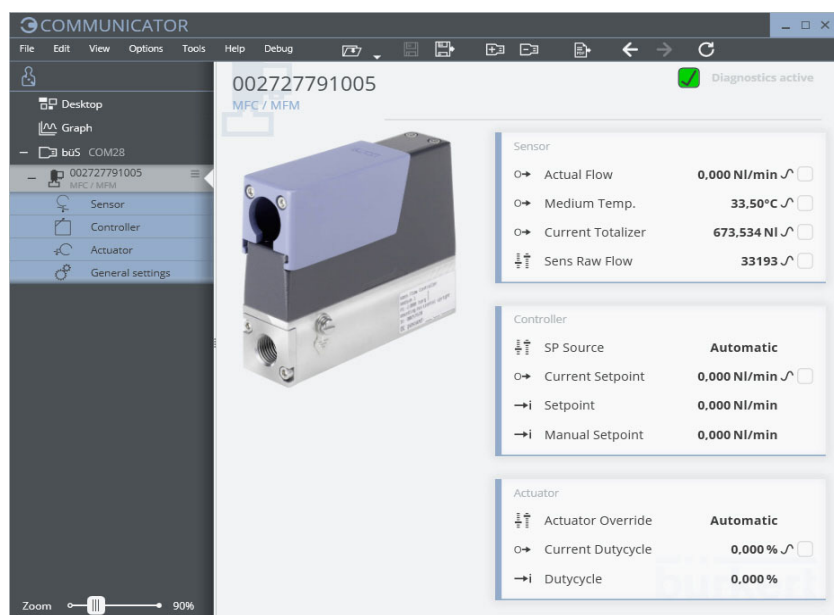 COMMUNICATOR
File Edit View Options Tools Help Debug
Desktop
Graph
büS COM28
002727791005
MFC / MFM
Sensor
Controller
Actuator
General settings
Zoom 90%
002727791005
MFC / MFM
Diagnostics active
Sensor
Actual Flow 0,000 Nl/min
Medium Temp. 33,50°C
Current Totalizer 673,534 Nl
Sens Raw Flow 33193
Controller
SP Source Automatic
Current Setpoint 0,000 Nl/min
Setpoint 0,000 Nl/min
Manual Setpoint 0,000 Nl/min
Actuator
Actuator Override Automatic
Current Dutycycle 0,000 %
Dutycycle 0,000 %
bürkert